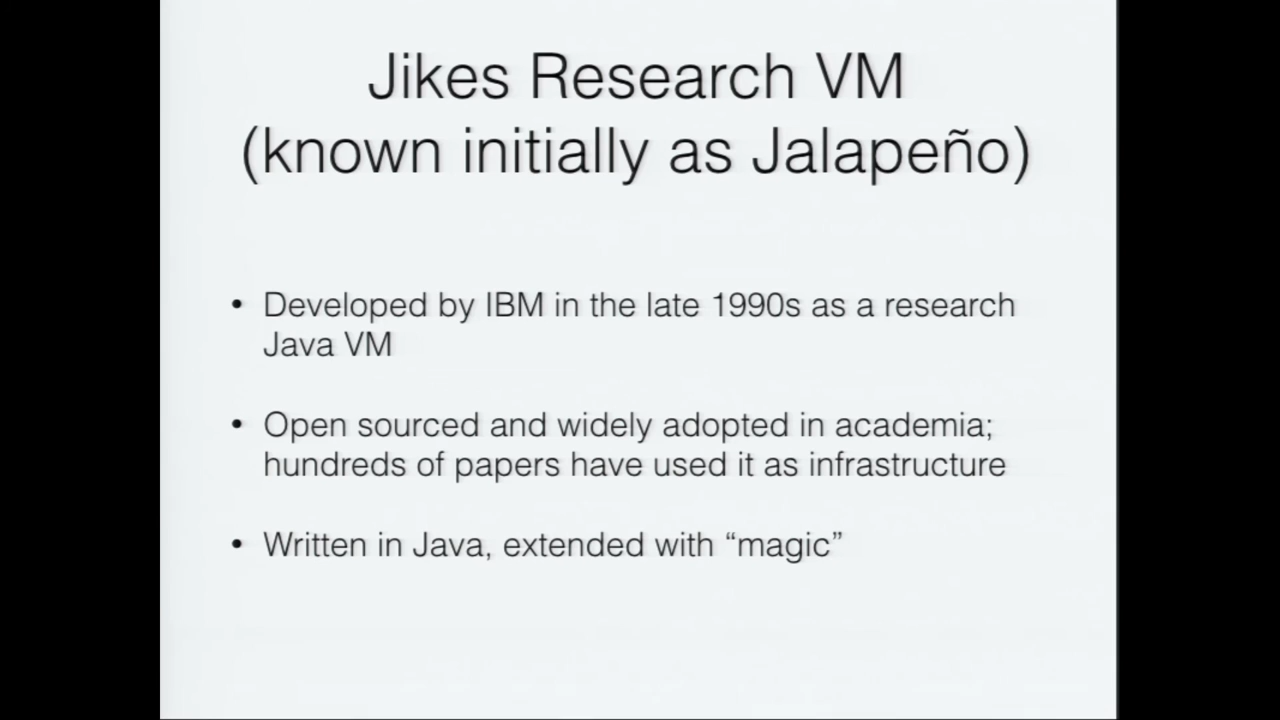 Jikes Research VM
(known initially as Jalapeño)
• Developed by IBM in the late 1990s as a research
Java VM
• Open sourced and widely adopted in academia;
hundreds of papers have used it as infrastructure
• Written in Java, extended with “magic”